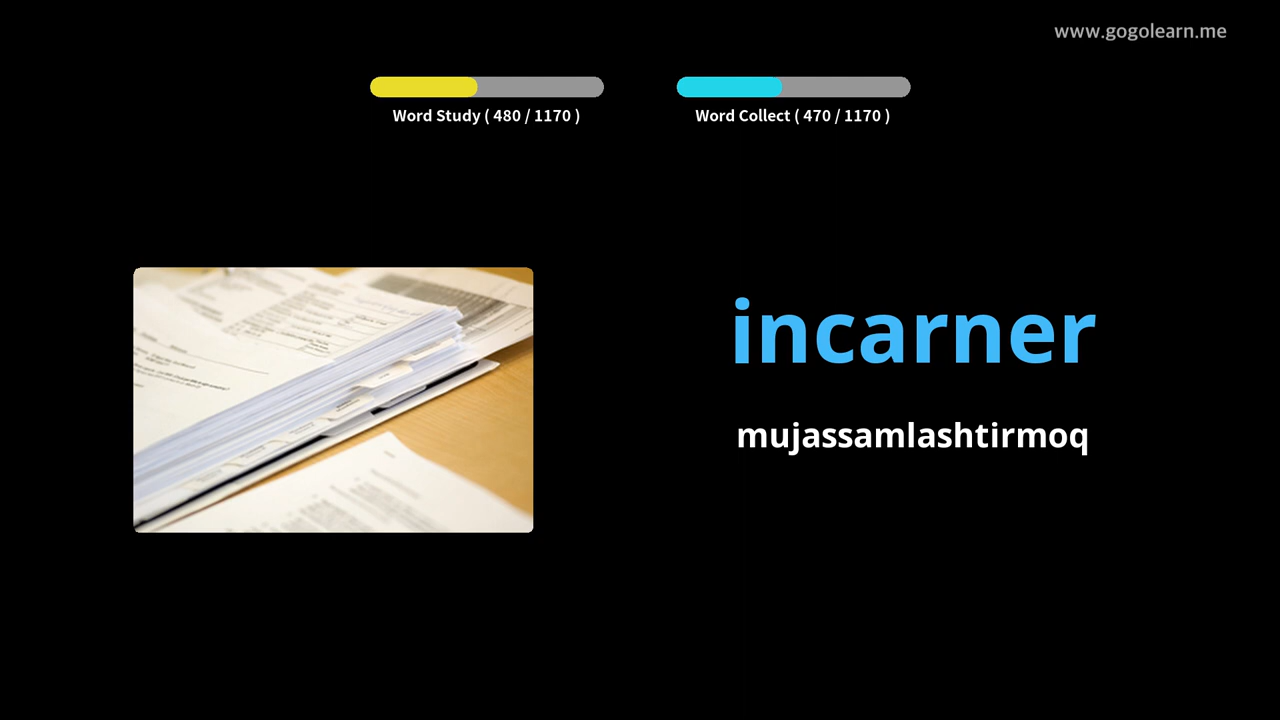 www.gogolearn.me
Word Study ( 480 / 1170 )
Word Collect ( 470 / 1170 )
incarner
mujassamlashtirmoq